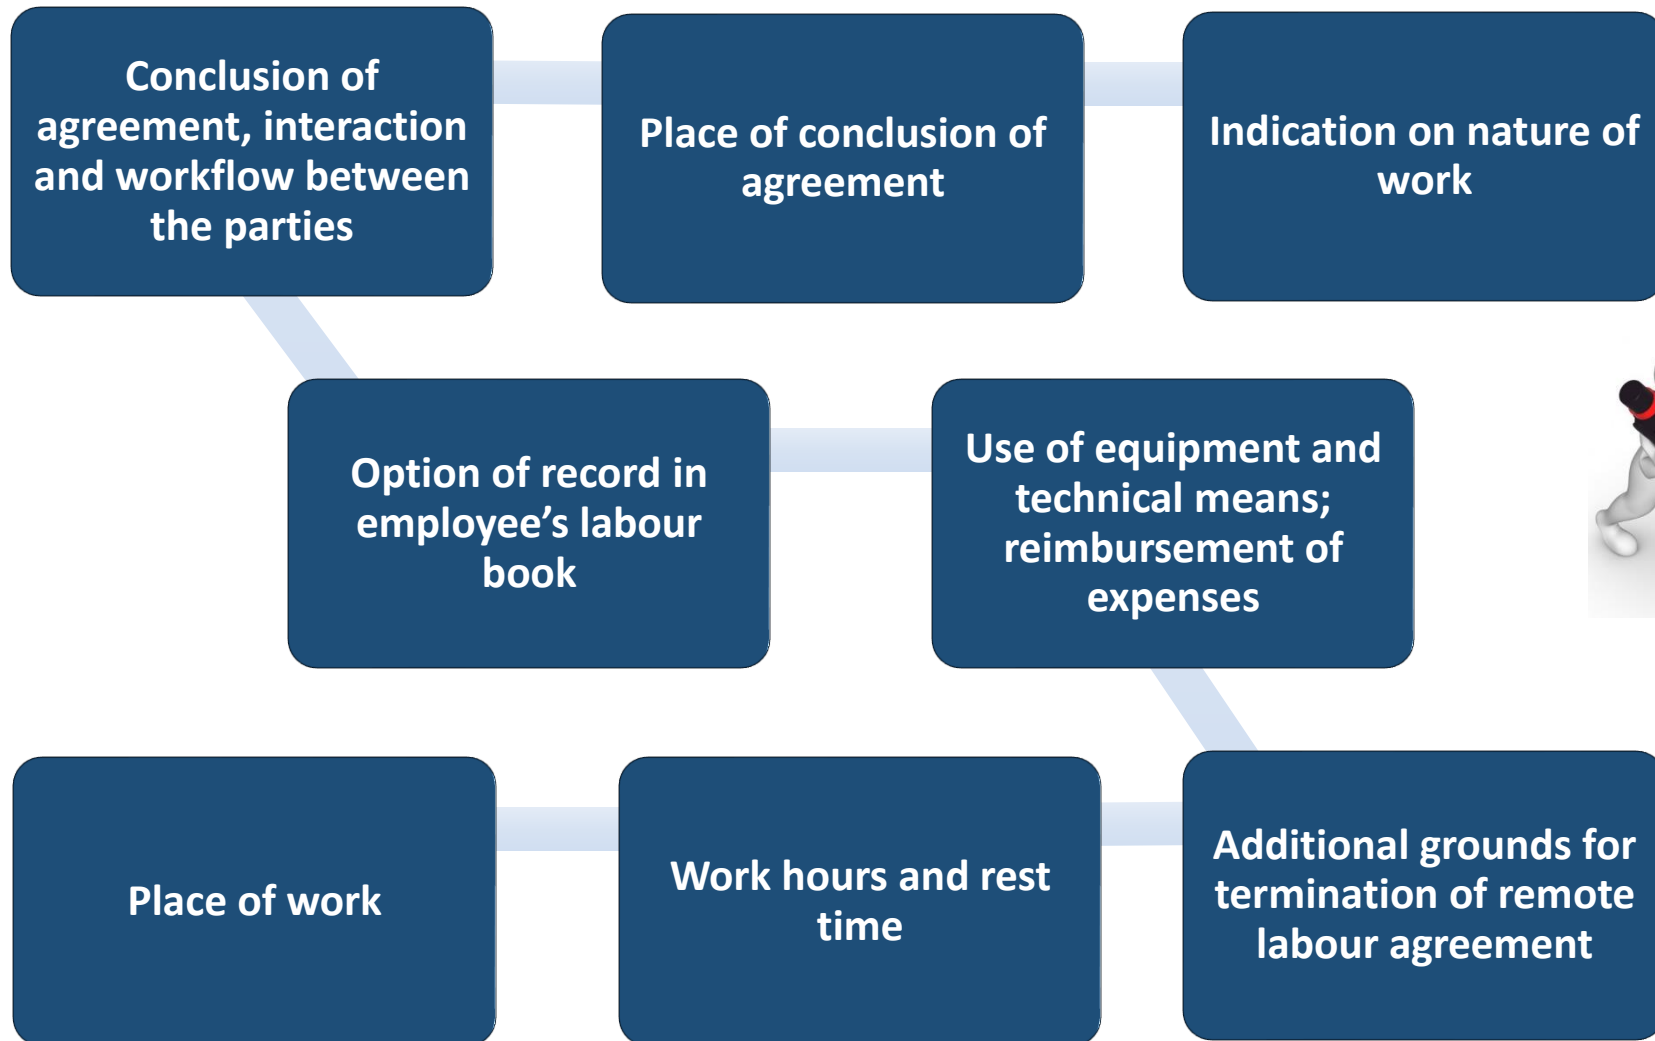 Conclusion of
agreement, interaction
and workflow between
the parties
Place of conclusion of
agreement
Indication on nature of
work
Option of record in
employee’s labour
book
Use of equipment and
technical means;
reimbursement of
expenses
Place of work
Work hours and rest
time
Additional grounds for
termination of remote
labour agreement